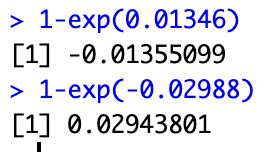 > 1-exp(0.01346)
[1] -0.01355099
> 1-exp(-0.02988)
[1] 0.02943801